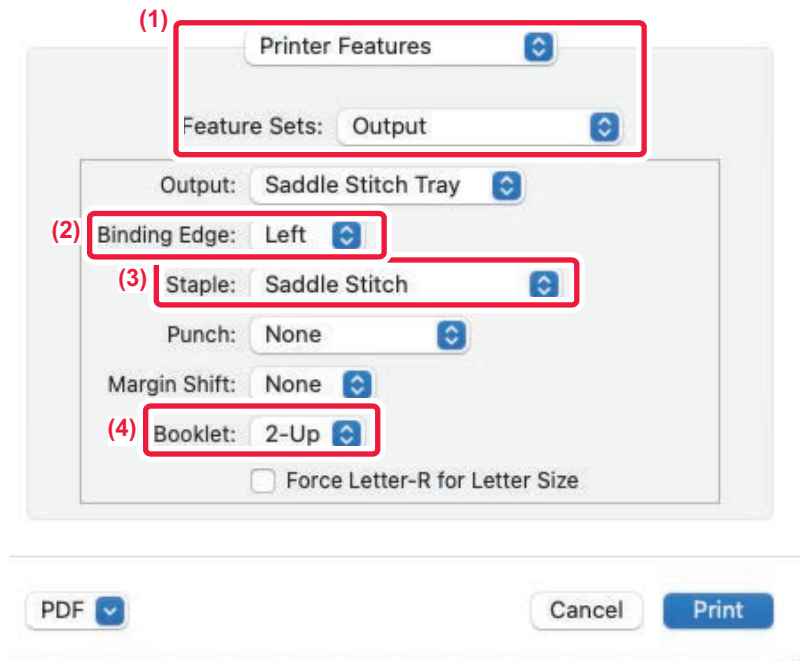 (1)
Printer Features
Feature Sets: Output
Output: Saddle Stitch Tray
(2) Binding Edge: Left
(3) Staple: Saddle Stitch
Punch: None
Margin Shift: None
(4) Booklet: 2-Up
Force Letter-R for Letter Size
PDF Cancel Print